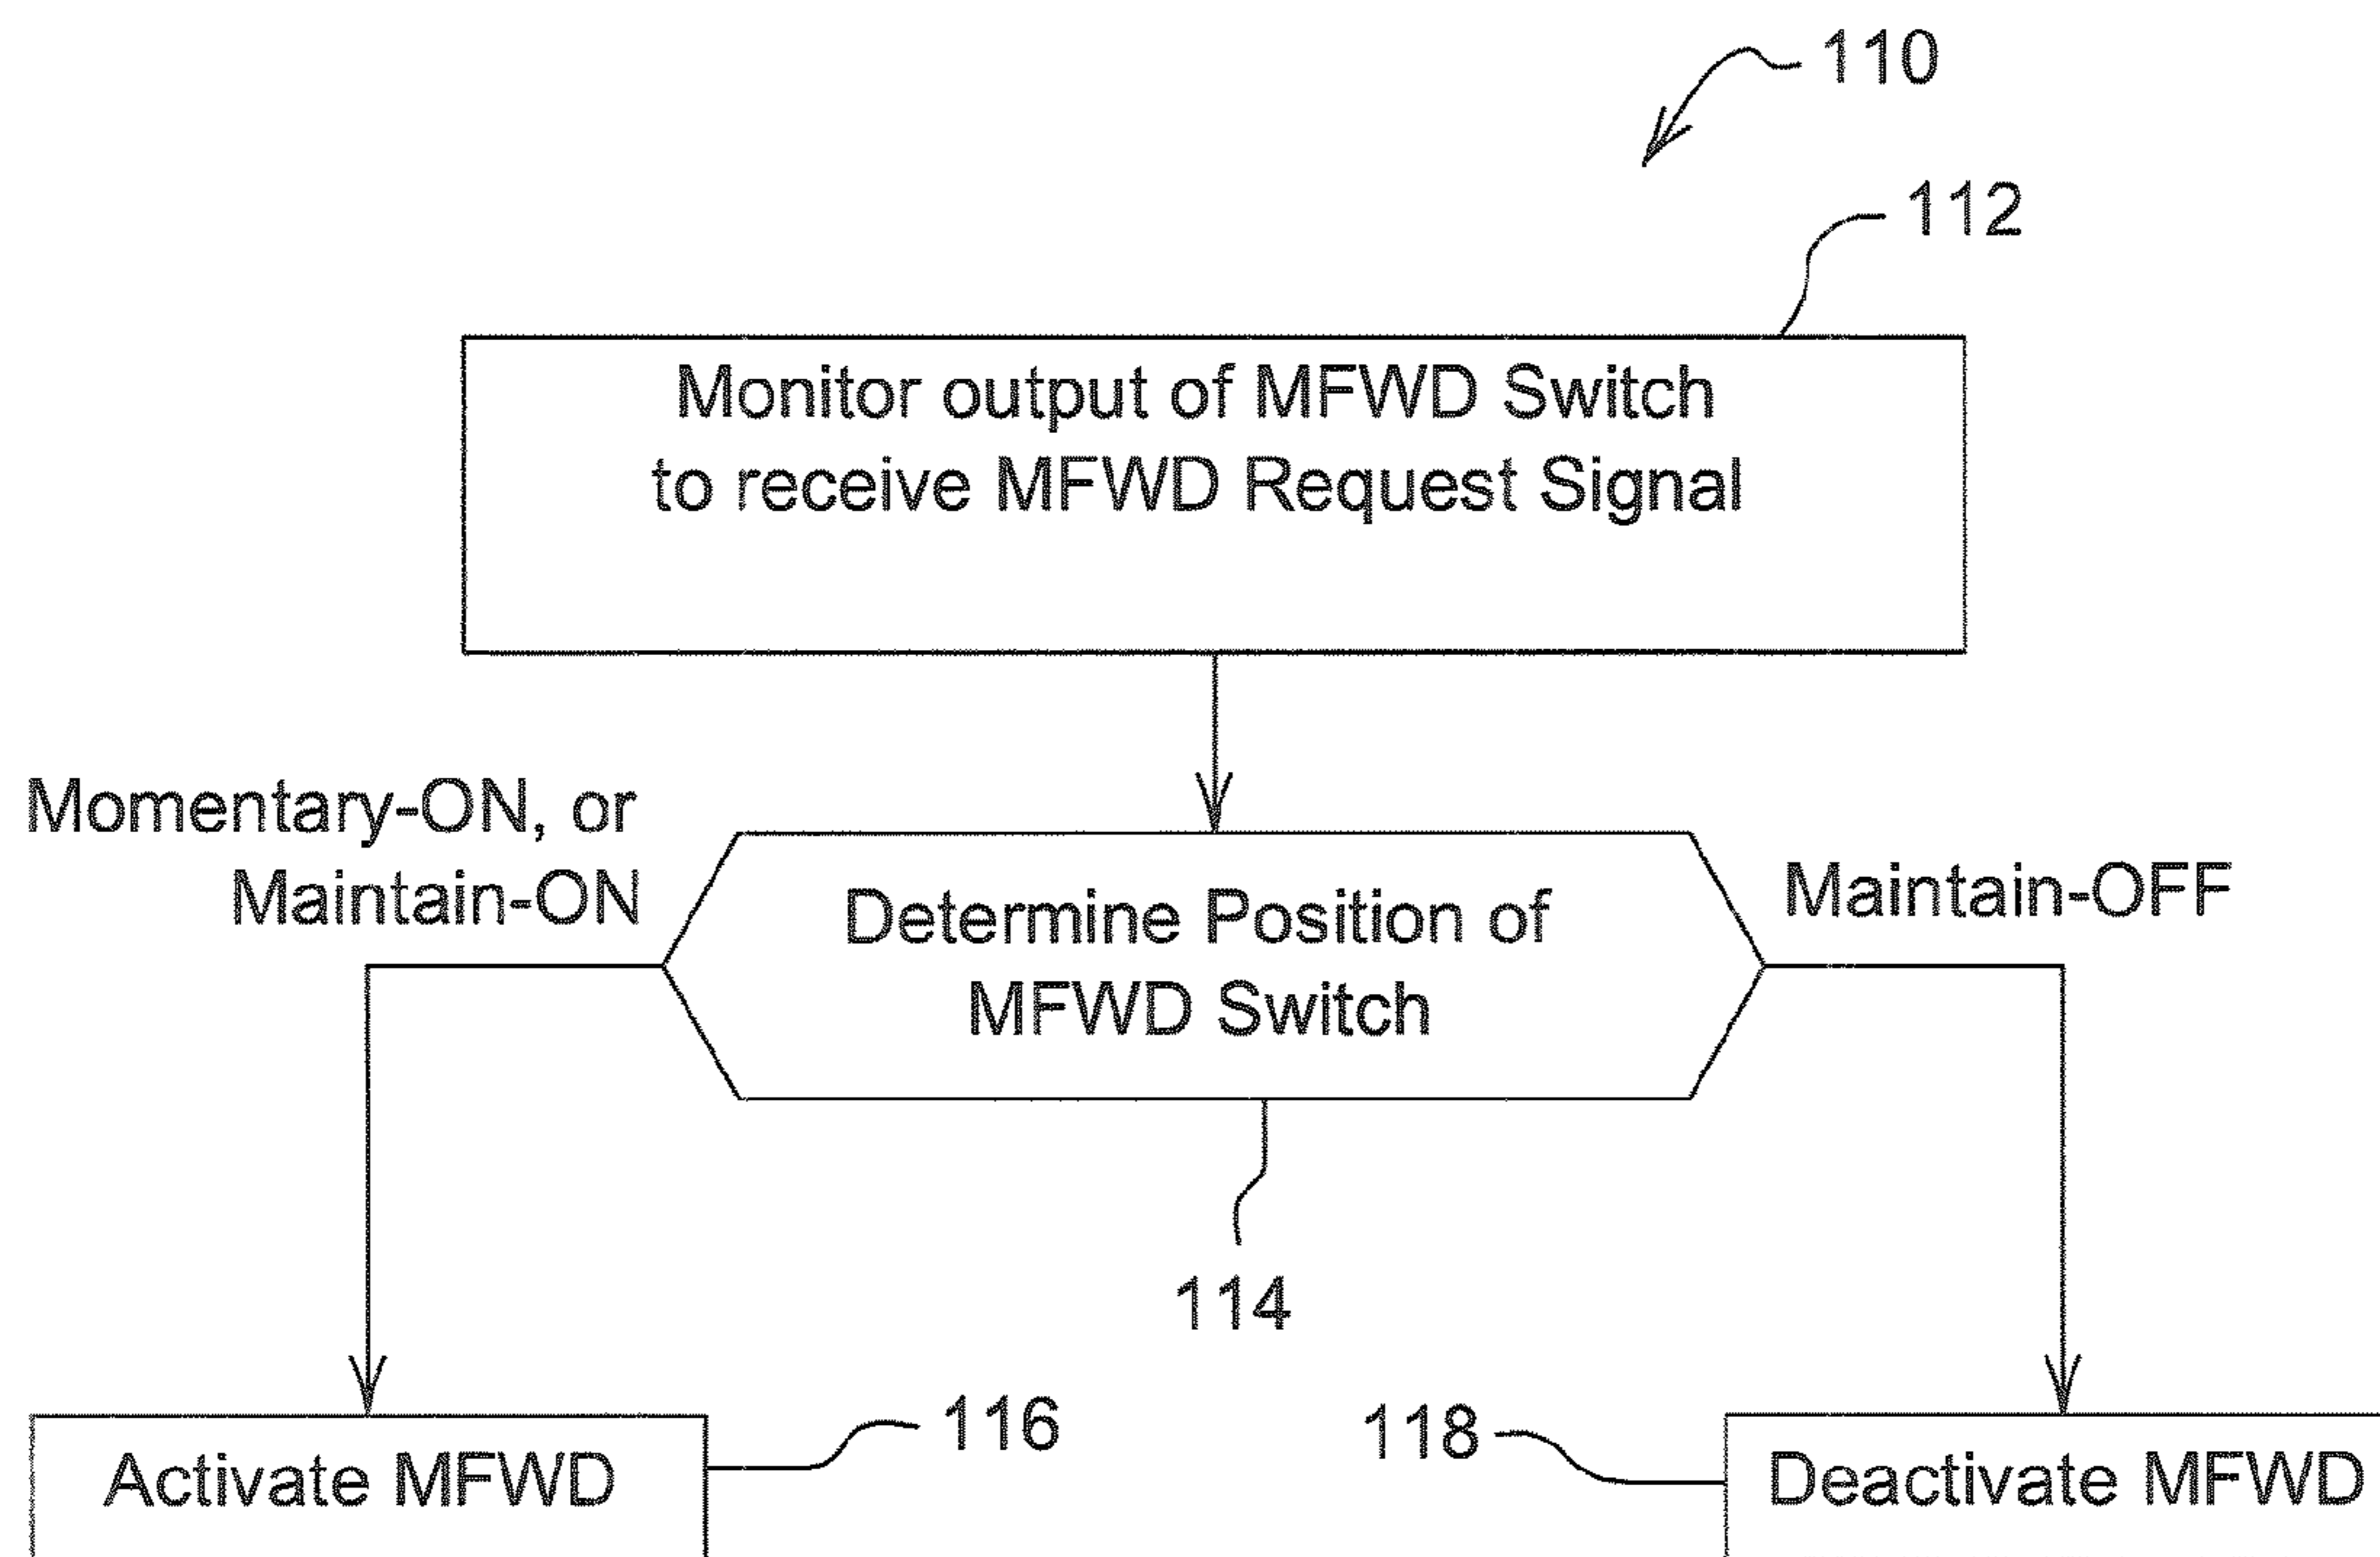 110
112
Monitor output of MFWD Switch
to receive MFWD Request Signal
Momentary-ON, or
Maintain-ON
Determine Position of
MFWD Switch
Maintain-OFF
114
Activate MFWD
116
118
Deactivate MFWD